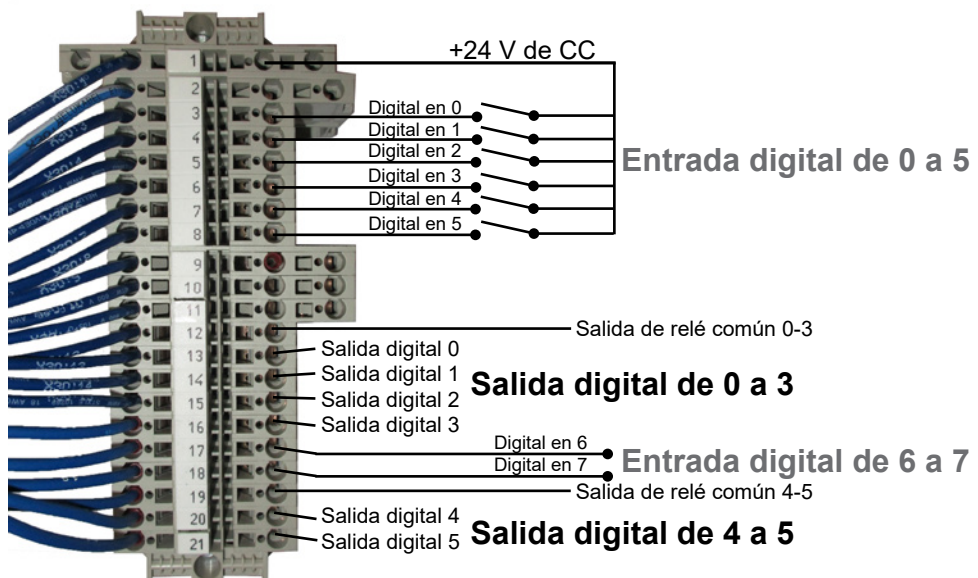 +24 V de CC
1
2
3
Digital en 0
4
Digital en 1
5
Digital en 2
Entrada digital de 0 a 5
6
Digital en 3
7
Digital en 4
8
Digital en 5
9
10
11
12
Salida de relé común 0-3
13
Salida digital 0
14
Salida digital 1
Salida digital de 0 a 3
15
Salida digital 2
16
Salida digital 3
17
Digital en 6
18
Digital en 7
Entrada digital de 6 a 7
19
Salida de relé común 4-5
20
Salida digital 4
21
Salida digital 5
Salida digital de 4 a 5